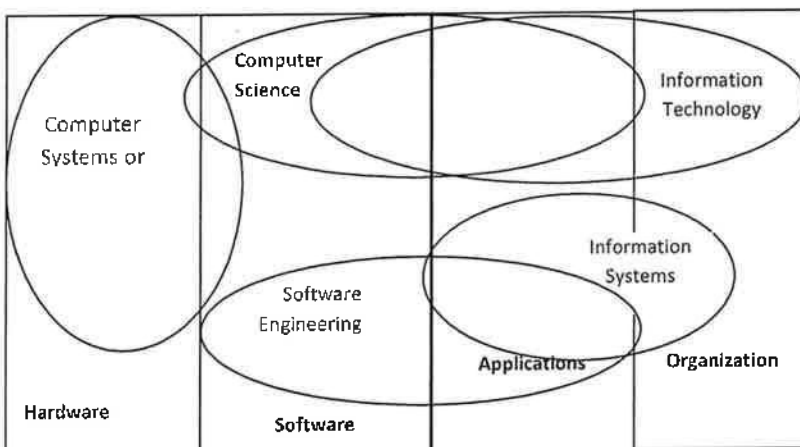 Computer
Science
Information
Technology
Computer
Systems or
Information
Systems
Software
Engineering
Applications
Organization
Hardware
Software